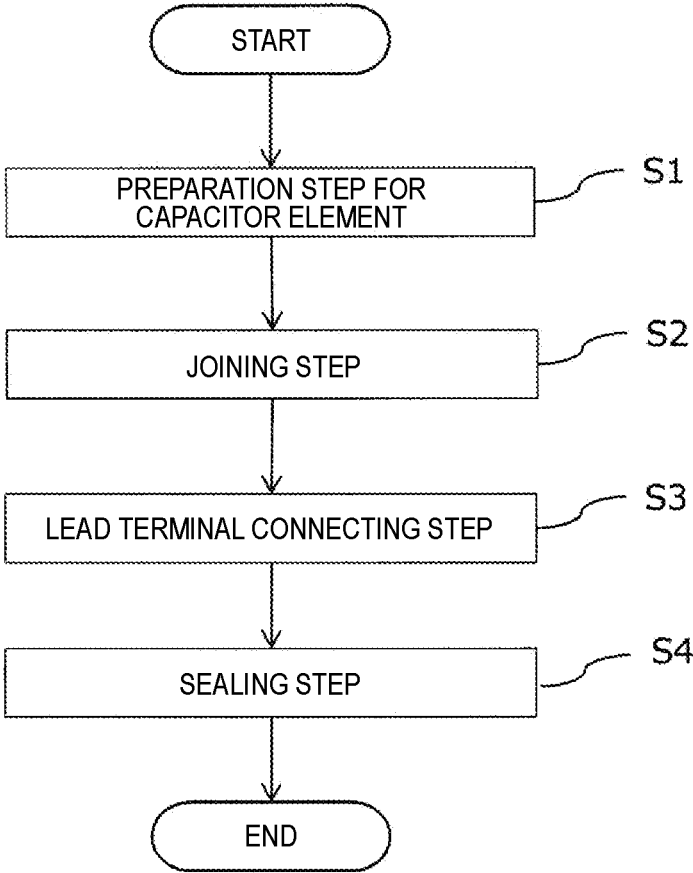 START
PREPARATION STEP FOR
CAPACITOR ELEMENT
S1
JOINING STEP
S2
LEAD TERMINAL CONNECTING STEP
S3
SEALING STEP
S4
END